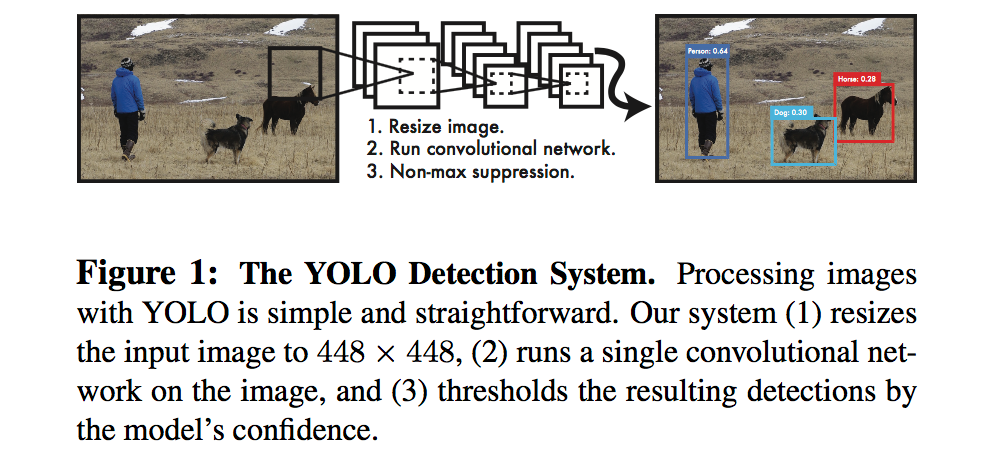 Person: 0.64
Horse: 0.28
Dog: 0.30
1. Resize image.
2. Run convolutional network.
3. Non-max suppression.
Figure 1: The YOLO Detection System. Processing images
with YOLO is simple and straightforward. Our system (1) resizes
the input image to 448 × 448, (2) runs a single convolutional net-
work on the image, and (3) thresholds the resulting detections by
the model’s confidence.